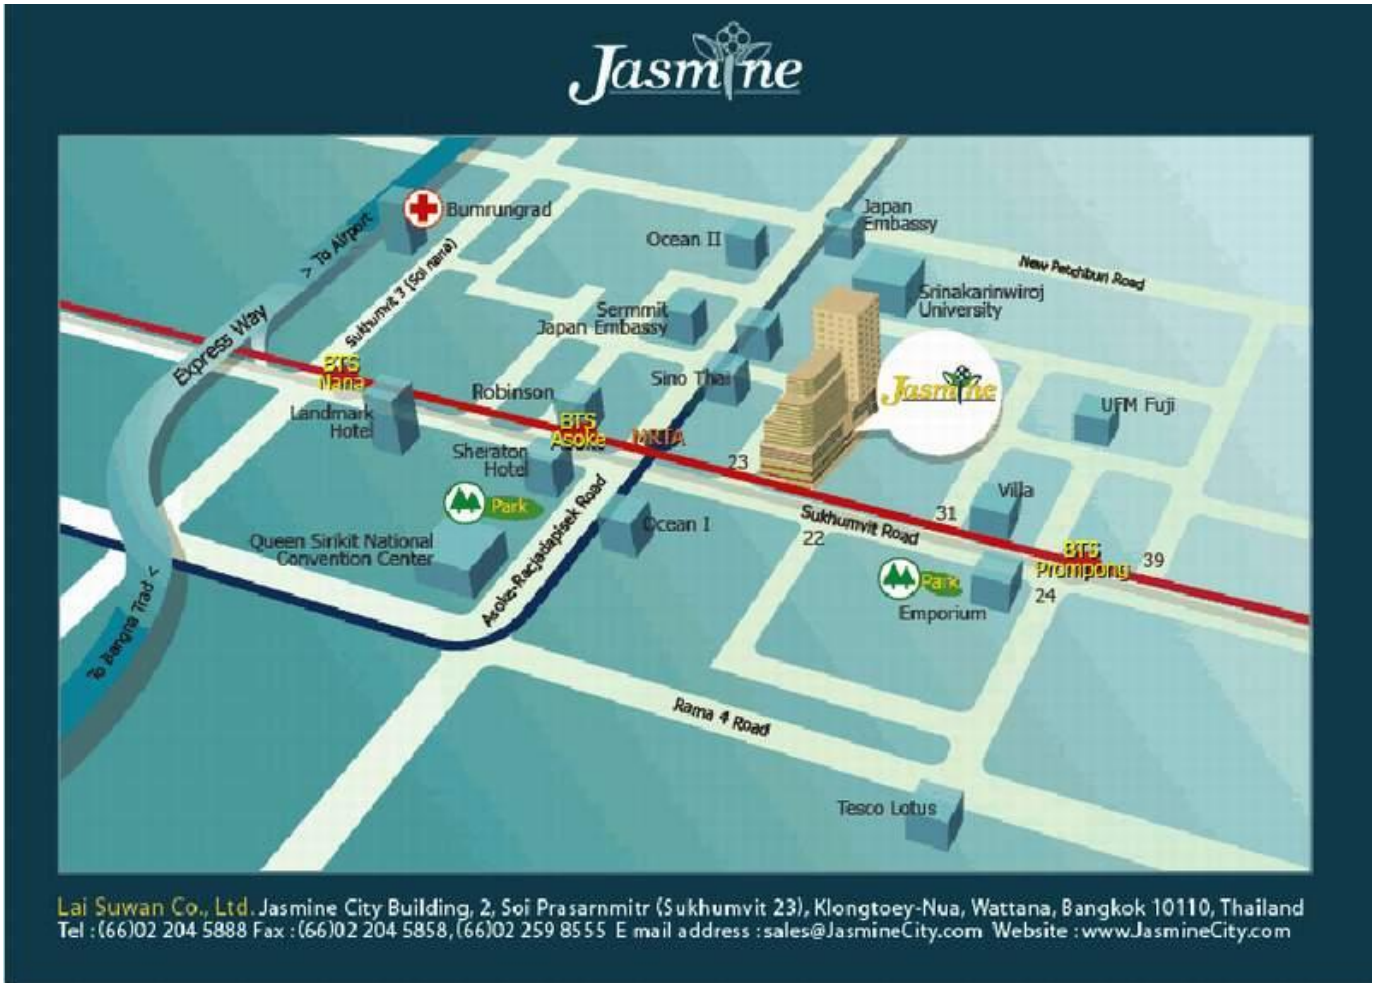 Jasmine
Bumrungrad
Japan
Embassy
> To Airport
Ocean II
Sukhumvit 3 (Soi nana)
New Petchburi Road
Srinakarinwiroj
University
Sermmit
Japan Embassy
Express Way
BTS
Nana
Sino Thai
Jasmine
Robinson
UFM Fuji
Landmark
Hotel
BTS
Asoke
Asoke
MRTA
Sheraton
Hotel
23
Villa
Park
Sukhumvit Road
31
22
Ocean I
Queen Sirikit National
Convention Center
Asoke-Racjadapisek Road
BTS
Prompong
39
Park
24
Emporium
To Bangna Trad <
Rama 4 Road
Tesco Lotus
Lai Suwan Co., Ltd. Jasmine City Building, 2, Soi Prasarnmitr (Sukhumvit 23), Klongtoey-Nua, Wattana, Bangkok 10110, Thailand
Tel : (66)02 204 5888 Fax : (66)02 204 5858, (66)02 259 8555 E mail address : sales@JasmineCity.com Website : www.JasmineCity.com